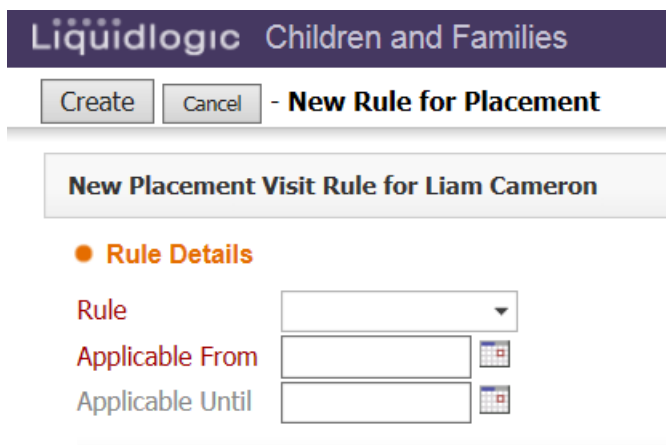 Liquidlogic Children and Families
Create Cancel - New Rule for Placement
New Placement Visit Rule for Liam Cameron
Rule Details
Rule
Applicable From
Applicable Until